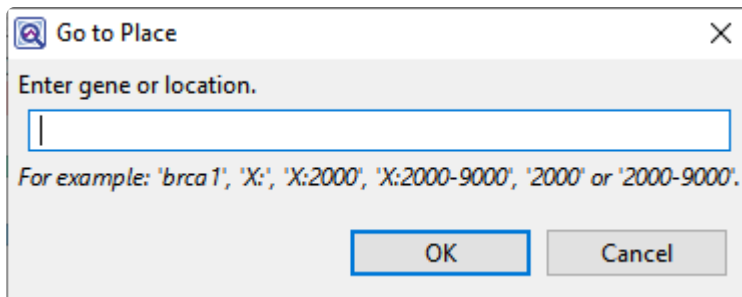 Go to Place
Enter gene or location.
For example: 'brca1', 'X:', 'X:2000', 'X:2000-9000', '2000' or '2000-9000'.
OK Cancel